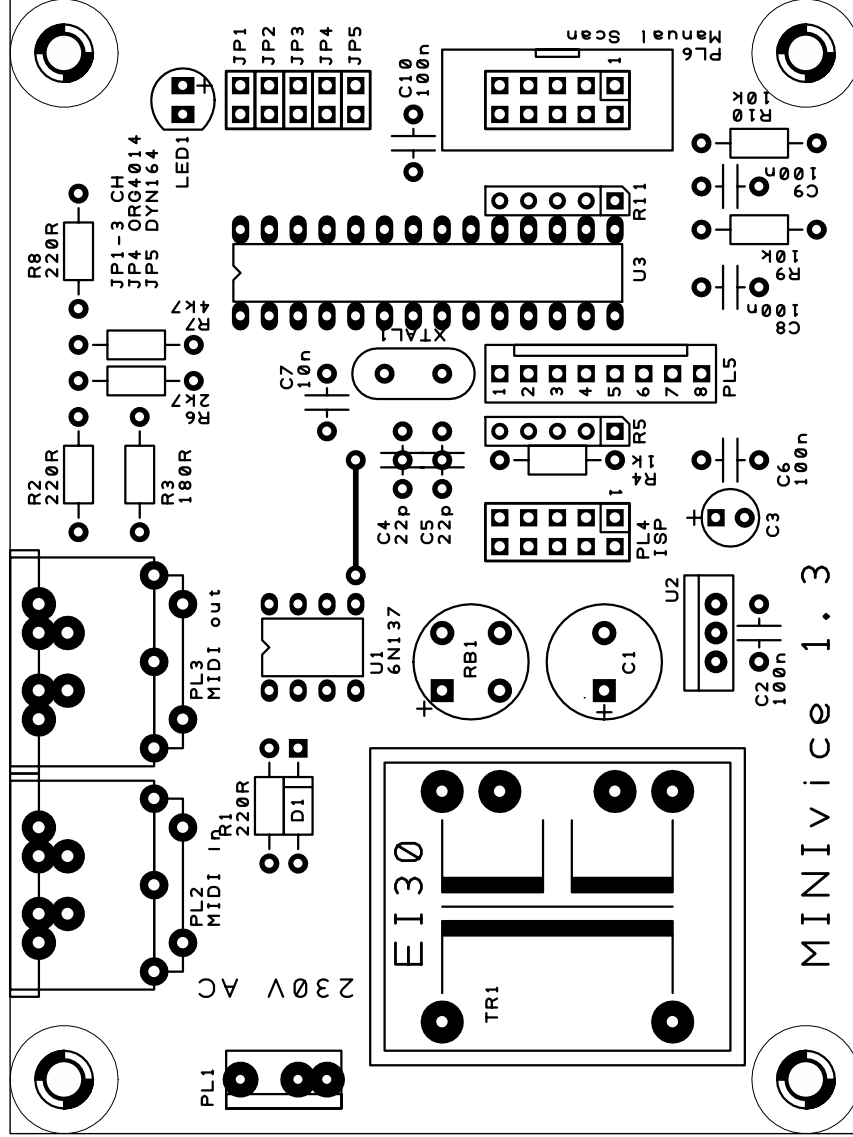 JP1
JP2
JP3
JP4
JP5
C10
100n
PL6
Manual Scan
1
R10
10k
+
LED1
JP1-3 CH
JP4 ORG4014
JP5 DYN164
R11
C9
100n
R8
220R
U3
R9
10k
R7
4k7
XTAL1
C8
100n
C7
10n
1
2
3
4
5
6
7
8
PL5
R6
2k7
R5
R4
1k
R2
220R
R3
180R
C6
100n
C4
22p
C5
22p
1
PL4
ISP
+
C3
U2
PL3
MIDI out
U1
6N137
RB1
+
C1
+
C2
100n
MINIvice 1.3
R1
220R
D1
PL2
MIDI in
EI30
230V AC
TR1
PL1